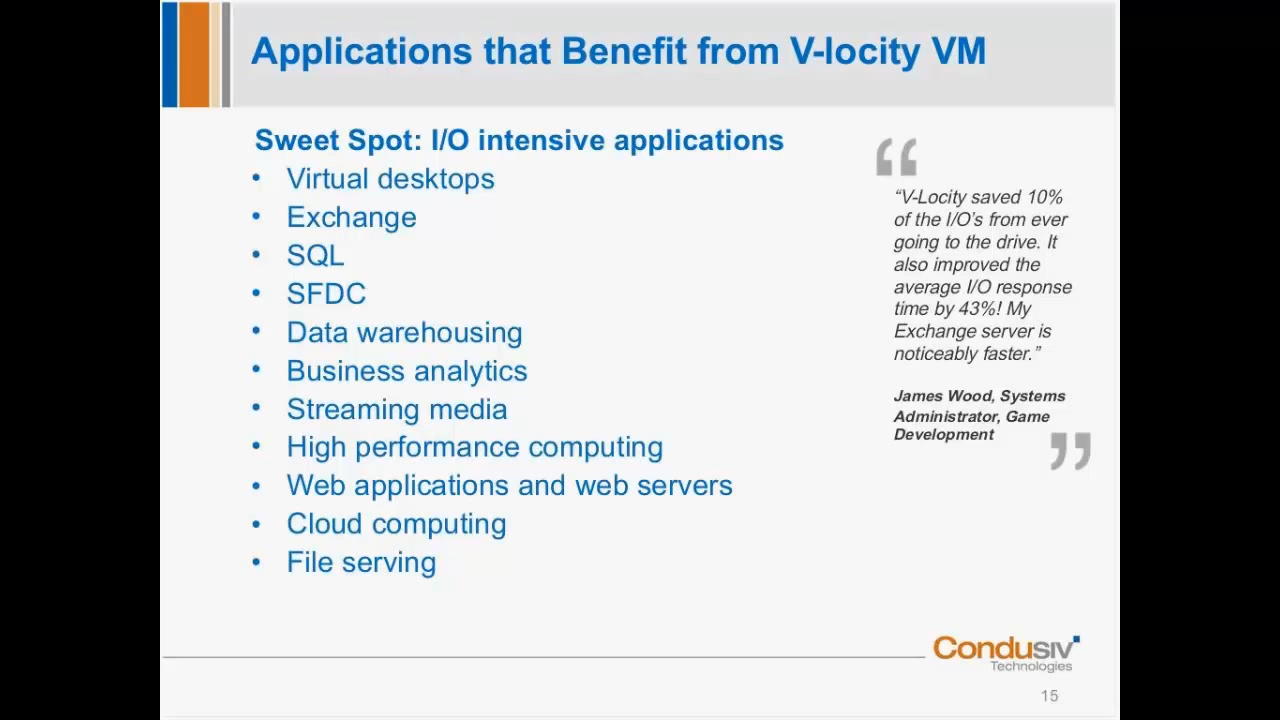 Applications that Benefit from V-locity VM
Sweet Spot: I/O intensive applications
• Virtual desktops
• Exchange
• SQL
• SFDC
• Data warehousing
• Business analytics
• Streaming media
• High performance computing
• Web applications and web servers
• Cloud computing
• File serving
“
“V-Locity saved 10%
of the I/O’s from ever
going to the drive. It
also improved the
average I/O response
time by 43%! My
Exchange server is
noticeably faster.”
James Wood, Systems
Administrator, Game
Development
”
Condusiv
Technologies
15